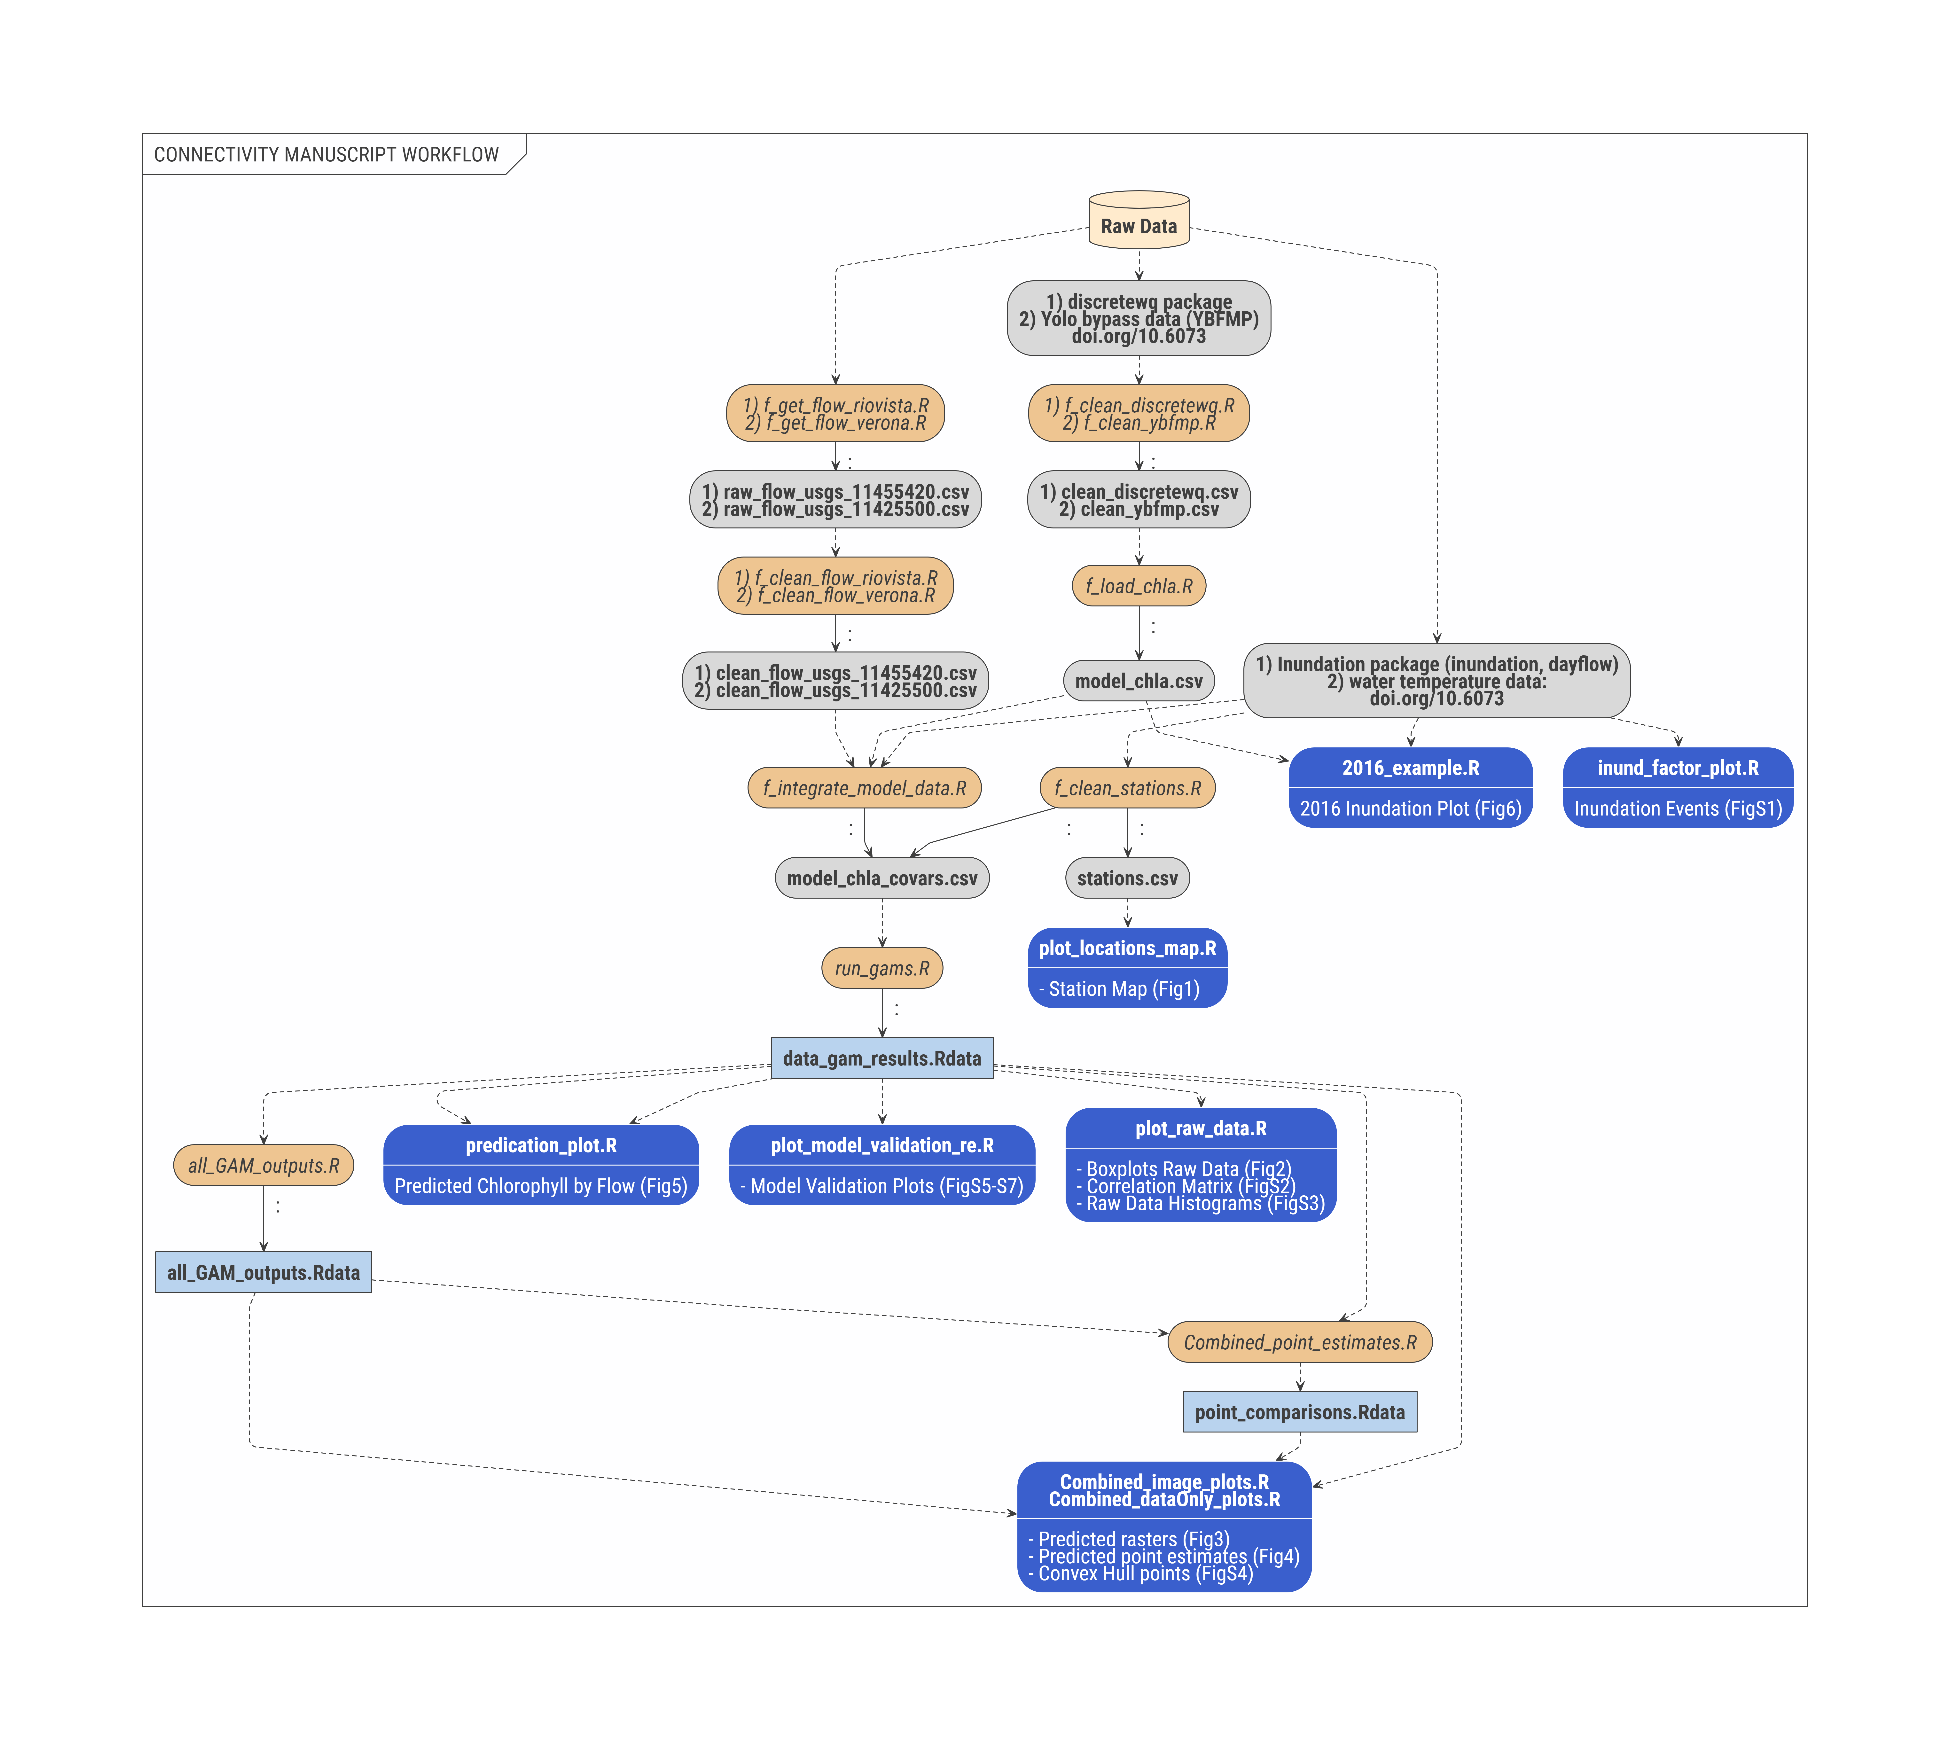 CONNECTIVITY MANUSCRIPT WORKFLOW
Raw Data
1) discretewq package
2) Yolo bypass data (YBFMP)
doi.org/10.6073
1) f_get_flow_riovista.R
2) f_get_flow_verona.R
1) f_clean_discretewq.R
2) f_clean_ybfmp.R
:
:
1) raw_flow_usgs_11455420.csv
2) raw_flow_usgs_11425500.csv
1) clean_discretewq.csv
2) clean_ybfmp.csv
1) f_clean_flow_riovista.R
2) f_clean_flow_verona.R
f_load_chla.R
:
:
1) clean_flow_usgs_11455420.csv
2) clean_flow_usgs_11425500.csv
model_chla.csv
1) Inundation package (inundation, dayflow)
2) water temperature data:
doi.org/10.6073
f_integrate_model_data.R
f_clean_stations.R
2016_example.R
2016 Inundation Plot (Fig6)
inund_factor_plot.R
Inundation Events (FigS1)
:
:
:
model_chla_covars.csv
stations.csv
run_gams.R
plot_locations_map.R
- Station Map (Fig1)
:
data_gam_results.Rdata
all_GAM_outputs.R
predication_plot.R
Predicted Chlorophyll by Flow (Fig5)
plot_model_validation_re.R
- Model Validation Plots (FigS5-S7)
plot_raw_data.R
- Boxplots Raw Data (Fig2)
- Correlation Matrix (FigS2)
- Raw Data Histograms (FigS3)
:
all_GAM_outputs.Rdata
Combined_point_estimates.R
point_comparisons.Rdata
Combined_image_plots.R
Combined_dataOnly_plots.R
- Predicted rasters (Fig3)
- Predicted point estimates (Fig4)
- Convex Hull points (FigS4)